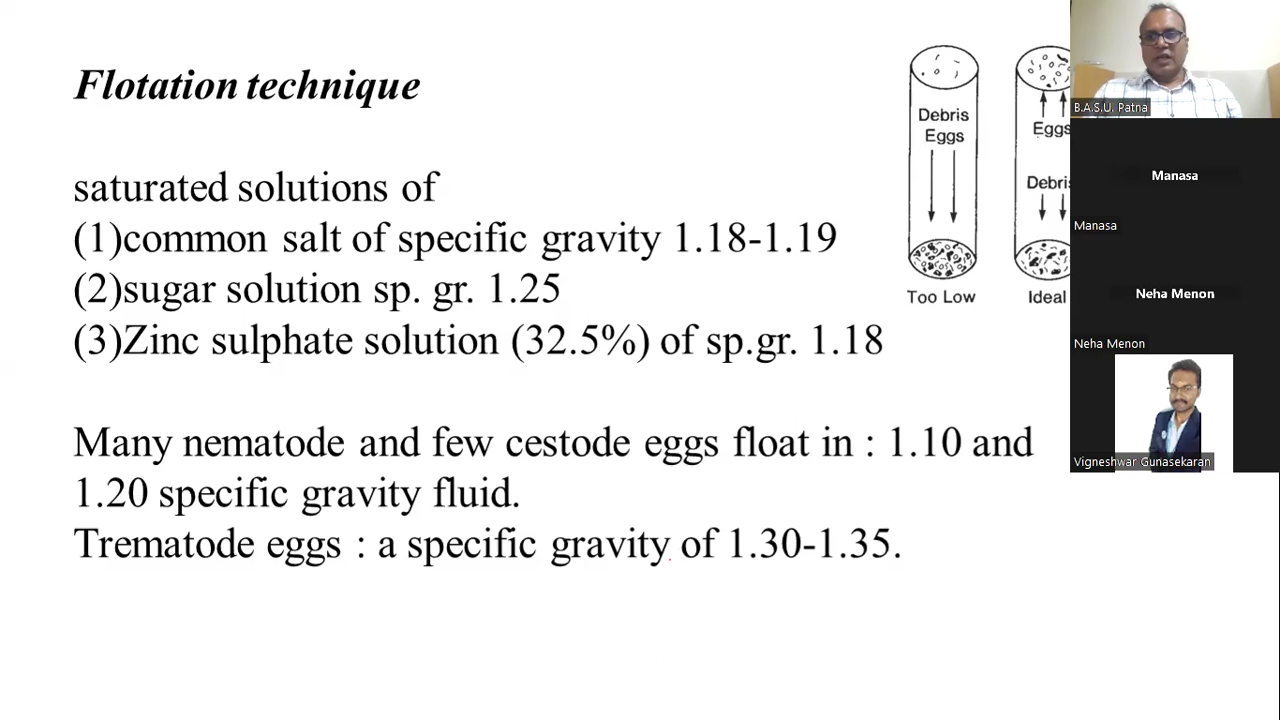 Flotation technique
saturated solutions of
(1)common salt of specific gravity 1.18-1.19
(2)sugar solution sp. gr. 1.25
(3)Zinc sulphate solution (32.5%) of sp.gr. 1.18
Many nematode and few cestode eggs float in : 1.10 and
1.20 specific gravity fluid.
Trematode eggs : a specific gravity of 1.30-1.35.
Debris
Eggs
Too Low
Eggs
Debris
Ideal
B.A.S.U. Patna
Manasa
Manasa
Neha Menon
Neha Menon
Vigneshwar Gunasekaran